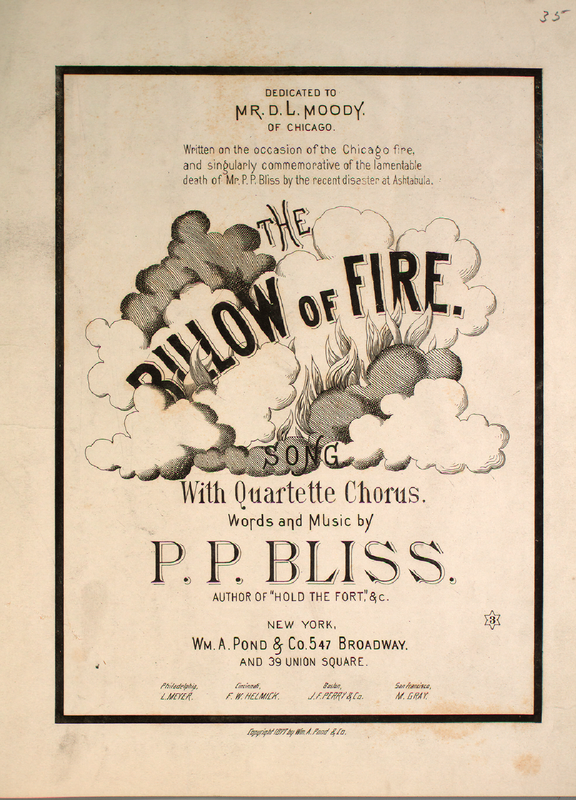 35
DEDICATED TO
MR. D. L. MOODY.
OF CHICAGO.
Written on the occasion of the Chicago fire,
and singularly commemorative of the lamentable
death of Mr. P. P. Bliss by the recent disaster at Ashtabula.
THE
BILLOW OF FIRE.
SONG
With Quartette Chorus.
Words and Music by
P. P. BLISS.
AUTHOR OF "HOLD THE FORT," &c.
3
NEW YORK,
WM. A. POND & CO. 547 BROADWAY.
AND 39 UNION SQUARE.
Philadelphia, Cincinnati, Boston, San Francisco,
L. MEYER. F. W. HELMICK. J. F. PERRY & Co. M. GRAY.
Copyright 1877 by Wm. A. Pond & Co.